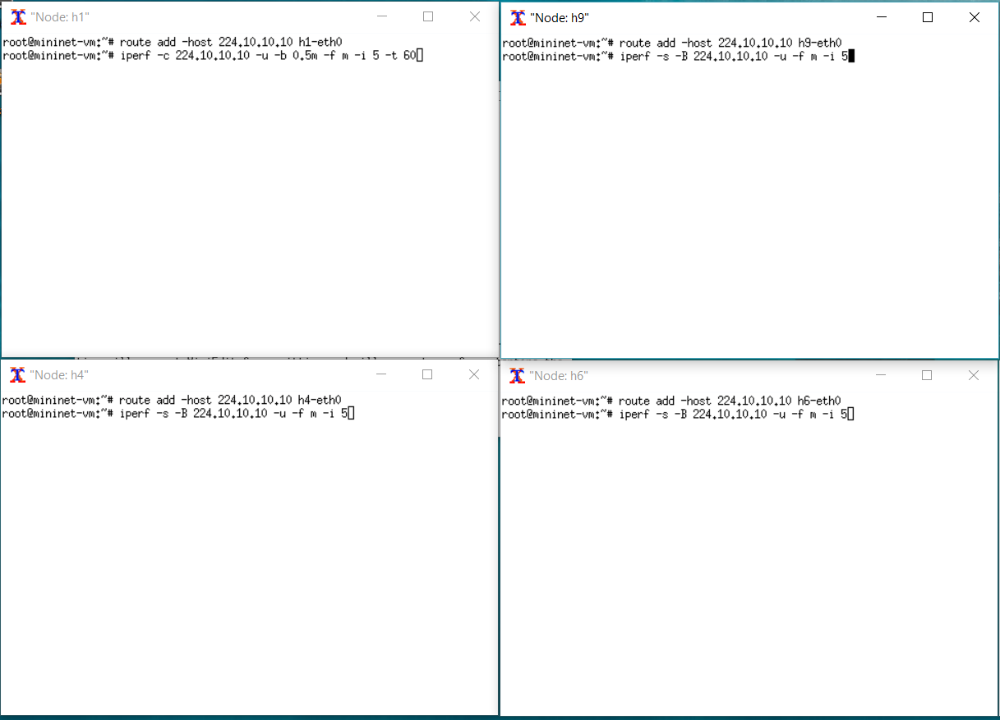 "Node: h1"
root@mininet-vm:~# route add -host 224.10.10.10 h1-eth0
root@mininet-vm:~# iperf -c 224.10.10.10 -u -b 0.5m -f m -i 5 -t 60
"Node: h9"
root@mininet-vm:~# route add -host 224.10.10.10 h9-eth0
root@mininet-vm:~# iperf -s -B 224.10.10.10 -u -f m -i 5
"Node: h4"
root@mininet-vm:~# route add -host 224.10.10.10 h4-eth0
root@mininet-vm:~# iperf -s -B 224.10.10.10 -u -f m -i 5
"Node: h6"
root@mininet-vm:~# route add -host 224.10.10.10 h6-eth0
root@mininet-vm:~# iperf -s -B 224.10.10.10 -u -f m -i 5